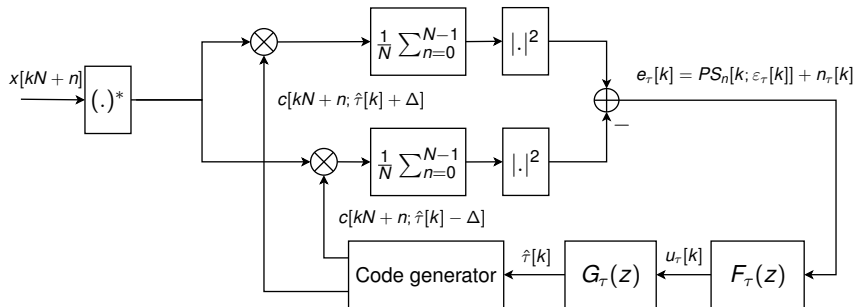 x[kN + n]
(.)*
1/N ∑_{n=0}^{N−1}
|.|²
e_τ[k] = PS_n[k; ε_τ[k]] + n_τ[k]
c[kN + n; τ̂[k] + Δ]
−
1/N ∑_{n=0}^{N−1}
|.|²
c[kN + n; τ̂[k] − Δ]
Code generator
τ̂[k]
G_τ(z)
u_τ[k]
F_τ(z)